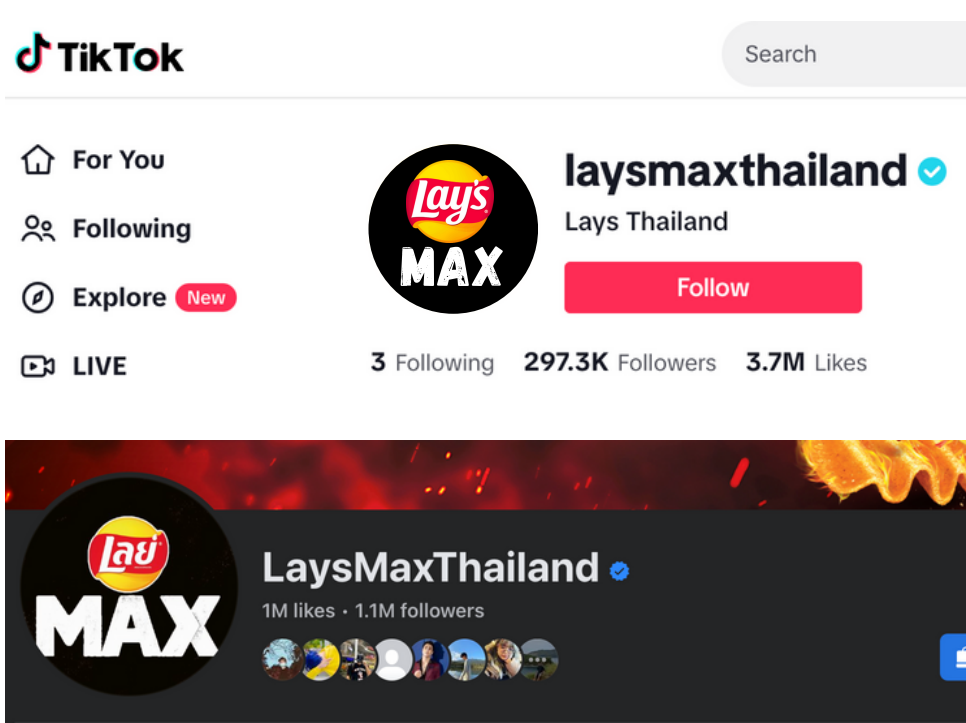 TikTok
Search
For You
Following
Explore New
LIVE
Lay's
MAX
laysmaxthailand
Lays Thailand
Follow
3 Following 297.3K Followers 3.7M Likes
เลย์
MAX
LaysMaxThailand
1M likes · 1.1M followers